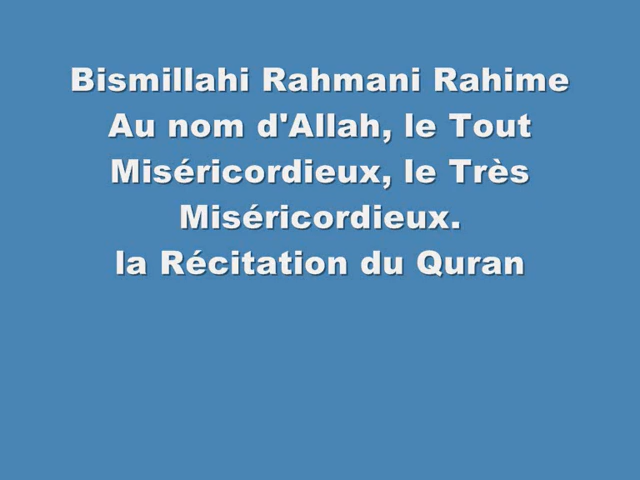 Bismillahi Rahmani Rahime
Au nom d'Allah, le Tout
Miséricordieux, le Très
Miséricordieux.
la Récitation du Quran